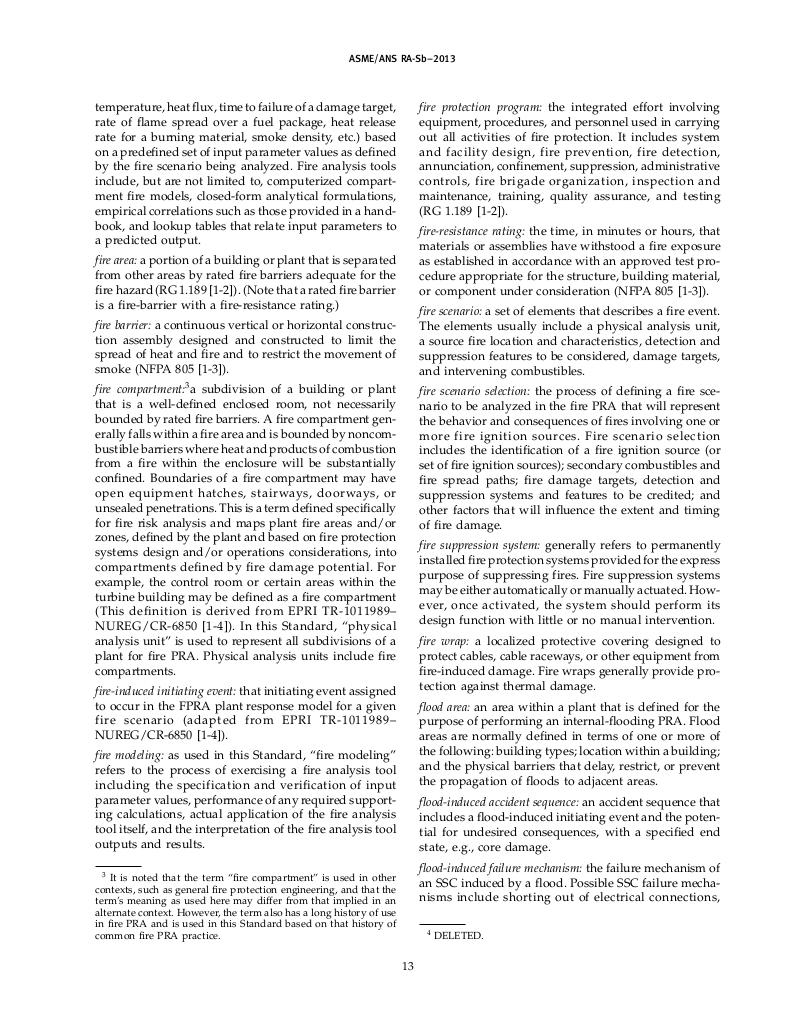 ASME/ANS RA-Sb–2013
temperature, heat flux, time to failure of a damage target,
rate of flame spread over a fuel package, heat release
rate for a burning material, smoke density, etc.) based
on a predefined set of input parameter values as defined
by the fire scenario being analyzed. Fire analysis tools
include, but are not limited to, computerized compart-
ment fire models, closed-form analytical formulations,
empirical correlations such as those provided in a hand-
book, and lookup tables that relate input parameters to
a predicted output.
fire area: a portion of a building or plant that is separated
from other areas by rated fire barriers adequate for the
fire hazard (RG 1.189 [1-2]). (Note that a rated fire barrier
is a fire-barrier with a fire-resistance rating.)
fire barrier: a continuous vertical or horizontal construc-
tion assembly designed and constructed to limit the
spread of heat and fire and to restrict the movement of
smoke (NFPA 805 [1-3]).
fire compartment:3a subdivision of a building or plant
that is a well-defined enclosed room, not necessarily
bounded by rated fire barriers. A fire compartment gen-
erally falls within a fire area and is bounded by noncom-
bustible barriers where heat and products of combustion
from a fire within the enclosure will be substantially
confined. Boundaries of a fire compartment may have
open equipment hatches, stairways, doorways, or
unsealed penetrations. This is a term defined specifically
for fire risk analysis and maps plant fire areas and/or
zones, defined by the plant and based on fire protection
systems design and/or operations considerations, into
compartments defined by fire damage potential. For
example, the control room or certain areas within the
turbine building may be defined as a fire compartment
(This definition is derived from EPRI TR-1011989–
NUREG/CR-6850 [1-4]). In this Standard, “physical
analysis unit” is used to represent all subdivisions of a
plant for fire PRA. Physical analysis units include fire
compartments.
fire-induced initiating event: that initiating event assigned
to occur in the FPRA plant response model for a given
fire scenario (adapted from EPRI TR-1011989–
NUREG/CR-6850 [1-4]).
fire modeling: as used in this Standard, “fire modeling”
refers to the process of exercising a fire analysis tool
including the specification and verification of input
parameter values, performance of any required support-
ing calculations, actual application of the fire analysis
tool itself, and the interpretation of the fire analysis tool
outputs and results.
3 It is noted that the term “fire compartment” is used in other
contexts, such as general fire protection engineering, and that the
term’s meaning as used here may differ from that implied in an
alternate context. However, the term also has a long history of use
in fire PRA and is used in this Standard based on that history of
common fire PRA practice.
fire protection program: the integrated effort involving
equipment, procedures, and personnel used in carrying
out all activities of fire protection. It includes system
and facility design, fire prevention, fire detection,
annunciation, confinement, suppression, administrative
controls, fire brigade organization, inspection and
maintenance, training, quality assurance, and testing
(RG 1.189 [1-2]).
fire-resistance rating: the time, in minutes or hours, that
materials or assemblies have withstood a fire exposure
as established in accordance with an approved test pro-
cedure appropriate for the structure, building material,
or component under consideration (NFPA 805 [1-3]).
fire scenario: a set of elements that describes a fire event.
The elements usually include a physical analysis unit,
a source fire location and characteristics, detection and
suppression features to be considered, damage targets,
and intervening combustibles.
fire scenario selection: the process of defining a fire sce-
nario to be analyzed in the fire PRA that will represent
the behavior and consequences of fires involving one or
more fire ignition sources. Fire scenario selection
includes the identification of a fire ignition source (or
set of fire ignition sources); secondary combustibles and
fire spread paths; fire damage targets, detection and
suppression systems and features to be credited; and
other factors that will influence the extent and timing
of fire damage.
fire suppression system: generally refers to permanently
installed fire protection systems provided for the express
purpose of suppressing fires. Fire suppression systems
may be either automatically or manually actuated. How-
ever, once activated, the system should perform its
design function with little or no manual intervention.
fire wrap: a localized protective covering designed to
protect cables, cable raceways, or other equipment from
fire-induced damage. Fire wraps generally provide pro-
tection against thermal damage.
flood area: an area within a plant that is defined for the
purpose of performing an internal-flooding PRA. Flood
areas are normally defined in terms of one or more of
the following: building types; location within a building;
and the physical barriers that delay, restrict, or prevent
the propagation of floods to adjacent areas.
flood-induced accident sequence: an accident sequence that
includes a flood-induced initiating event and the poten-
tial for undesired consequences, with a specified end
state, e.g., core damage.
flood-induced failure mechanism: the failure mechanism of
an SSC induced by a flood. Possible SSC failure mecha-
nisms include shorting out of electrical connections,
4 DELETED.
13